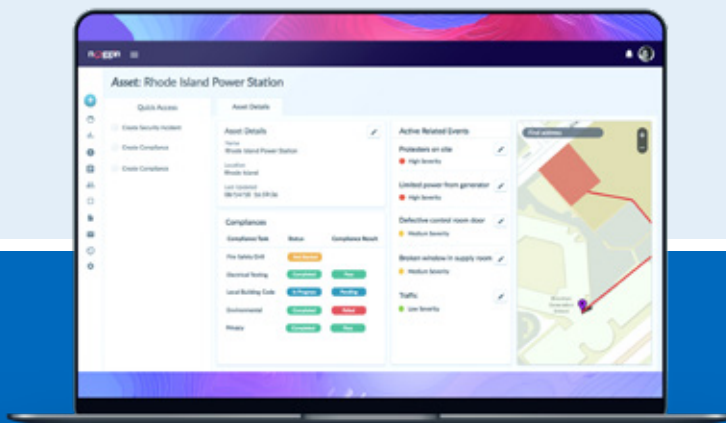 noggin
Asset: Rhode Island Power Station
Quick Access
Asset Details
Create Security Incident
Create Compliance
Create Compliance
Asset Details
Name
Rhode Island Power Station
Location
Rhode Island
Last Updated
Compliances
Compliance Task Status Compliance Result
Fire Safety Drill Not Started
Electrical Testing Completed Pass
Local Building Code In Progress Pending
Environmental Completed Failed
Privacy Completed Pass
Active Related Events
Protesters on site
High Severity
Limited power from generator
High Severity
Defective control room door
Medium Severity
Broken window in supply room
Medium Severity
Traffic
Low Severity
Find address